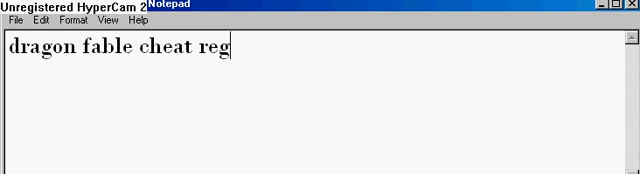 Unregistered HyperCam 2
Notepad
File Edit Format View Help
dragon fable cheat reg